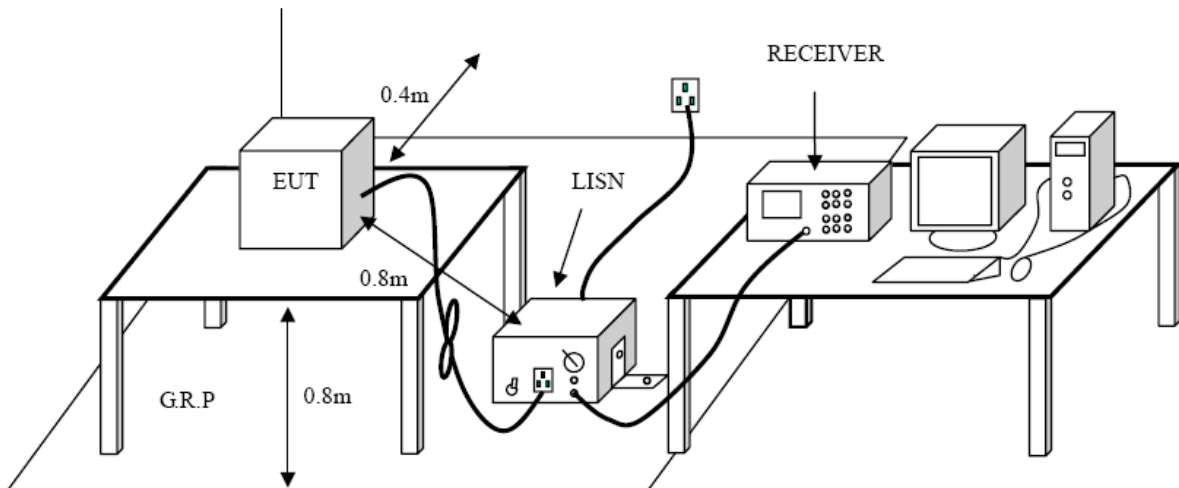 RECEIVER
0.4m
EUT
LISN
0.8m
G.R.P
0.8m